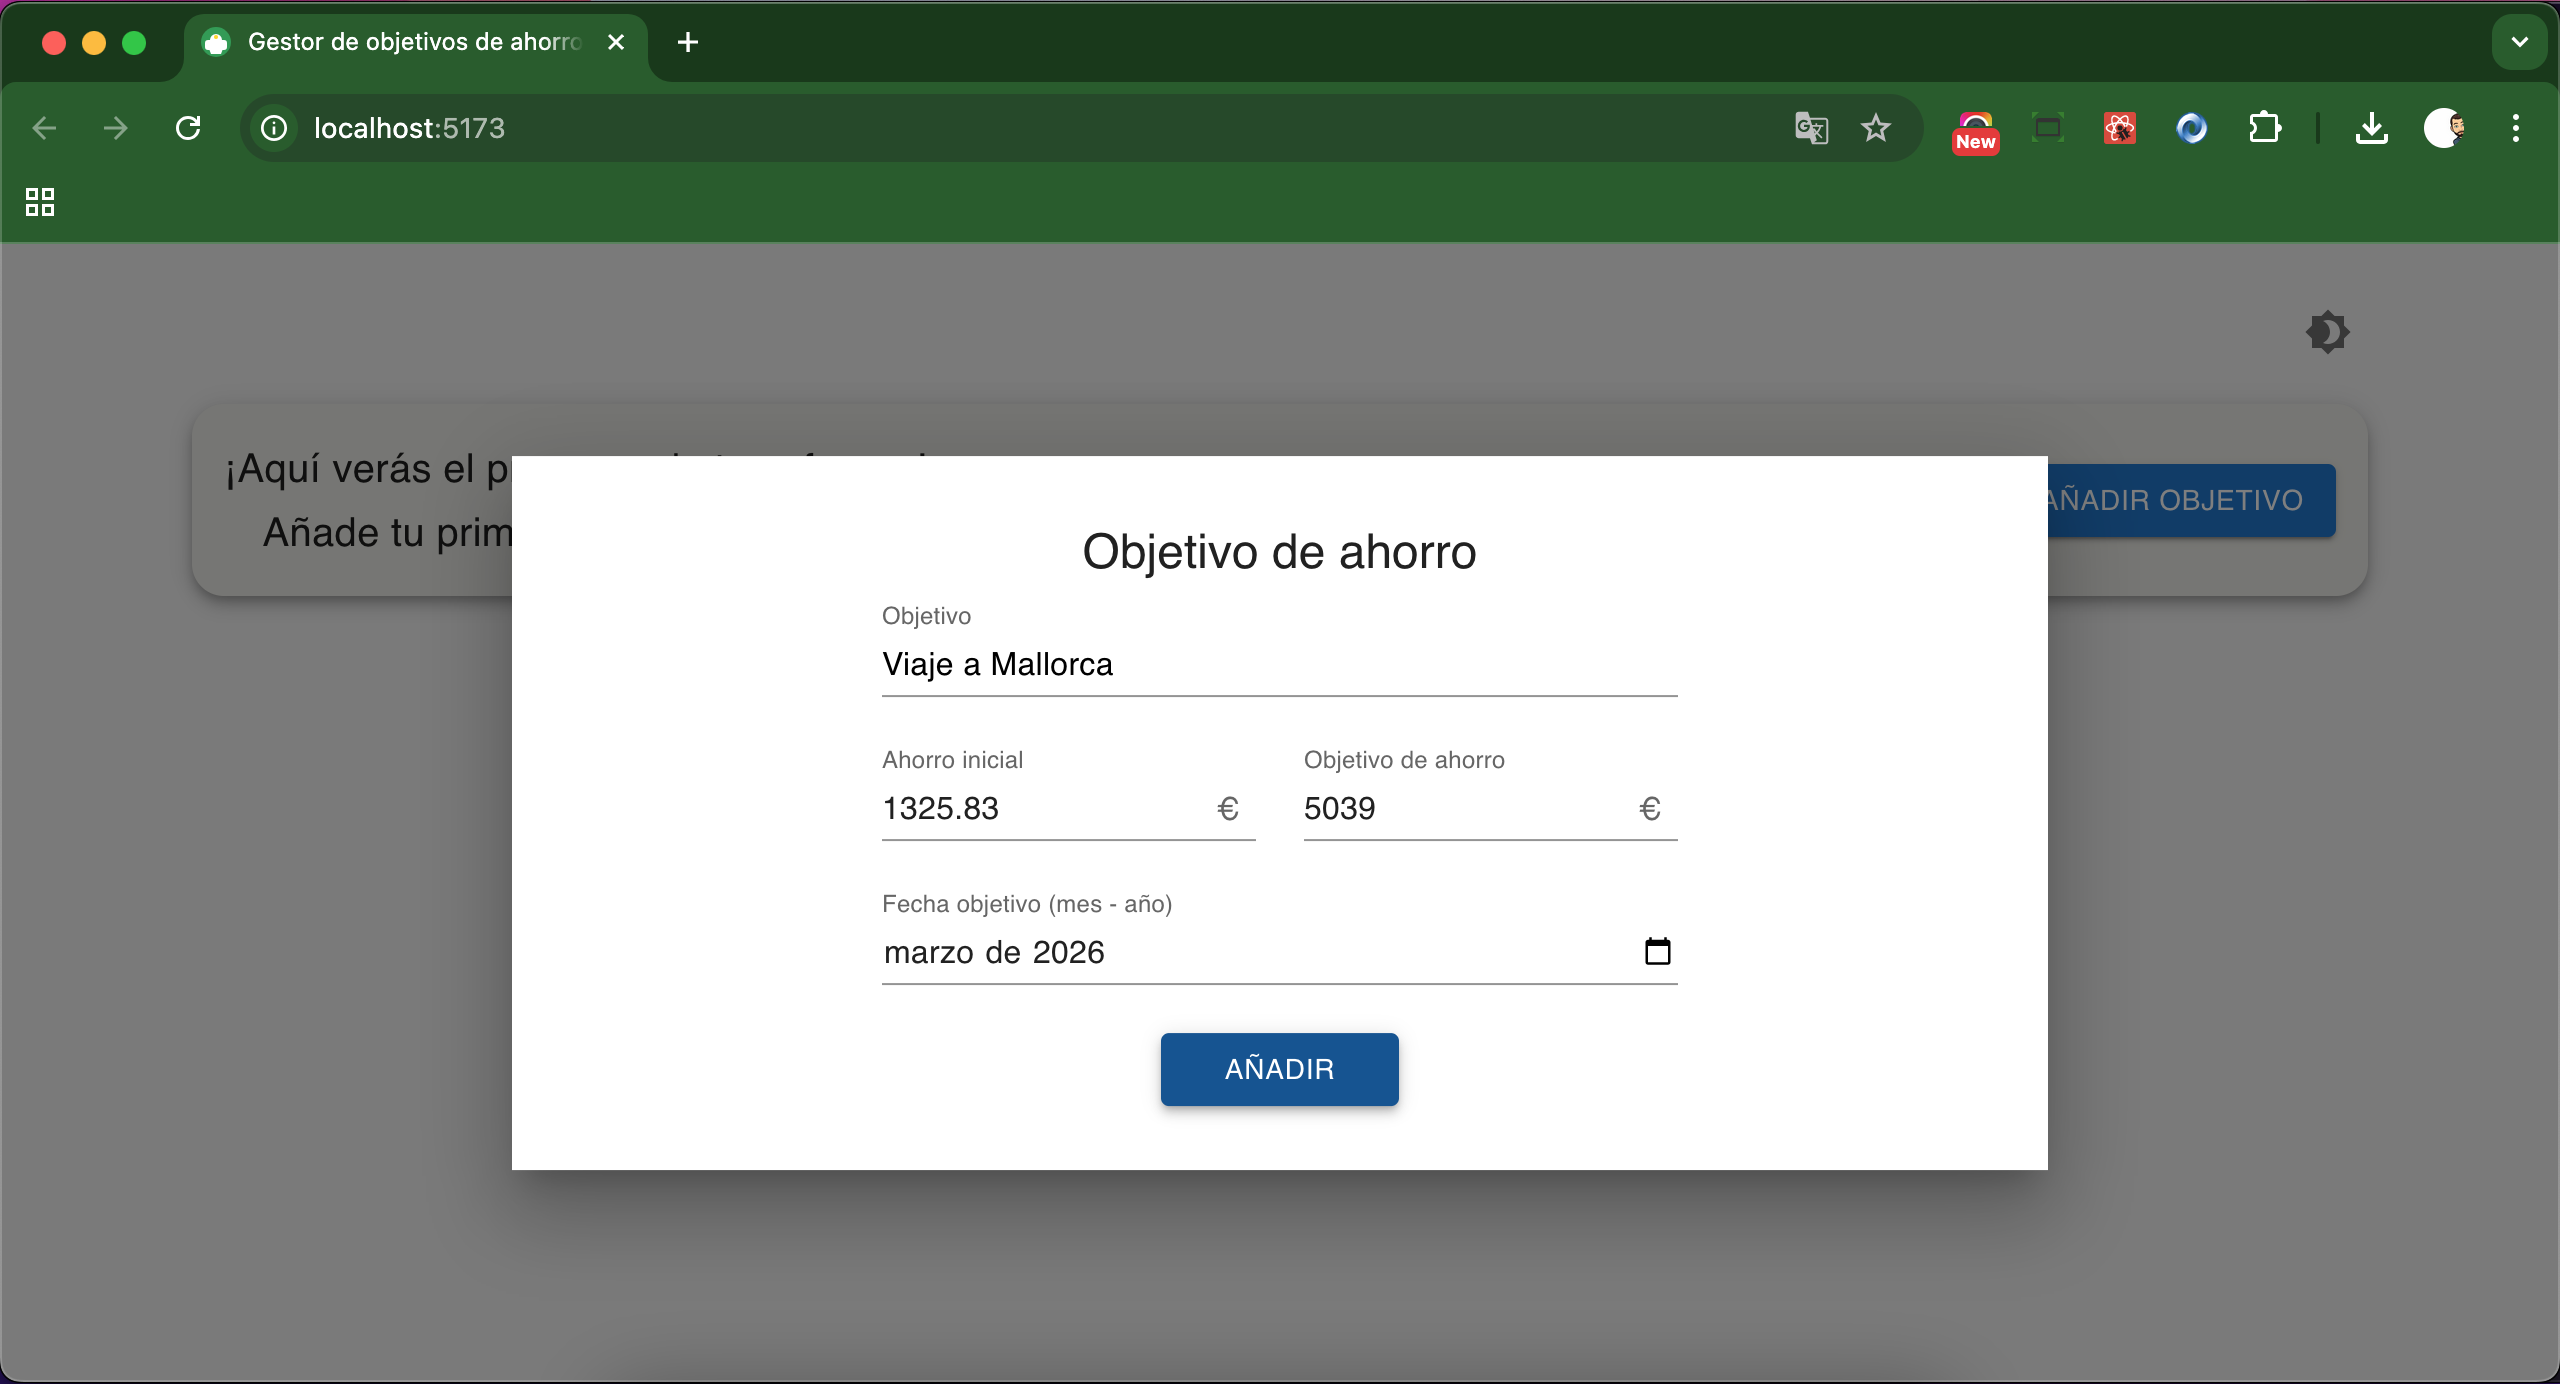 Gestor de objetivos de ahorro
localhost:5173
New
¡Aquí verás el
Añade tu
AÑADIR OBJETIVO
Objetivo de ahorro
Objetivo
Viaje a Mallorca
Ahorro inicial
Objetivo de ahorro
1325.83 €
5039 €
Fecha objetivo (mes - año)
marzo de 2026
AÑADIR